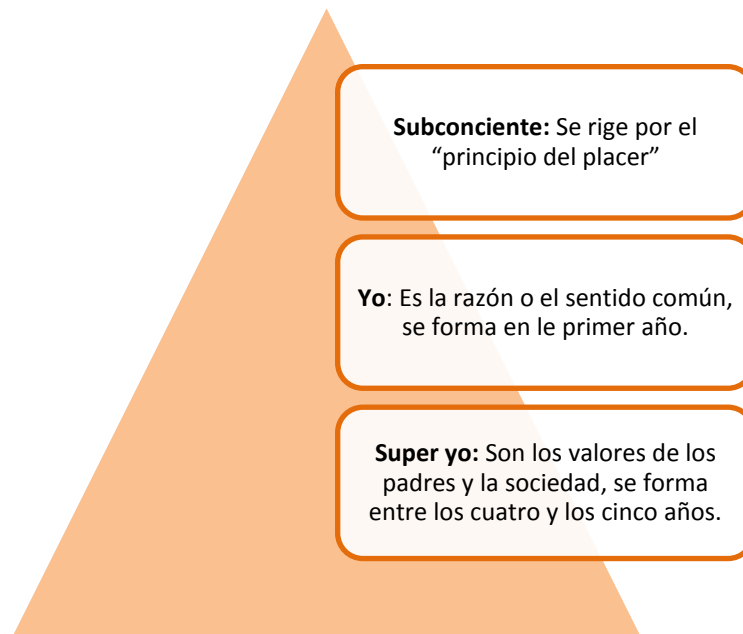 Subconciente: Se rige por el
“principio del placer”
Yo: Es la razón o el sentido común,
se forma en le primer año.
Super yo: Son los valores de los
padres y la sociedad, se forma
entre los cuatro y los cinco años.